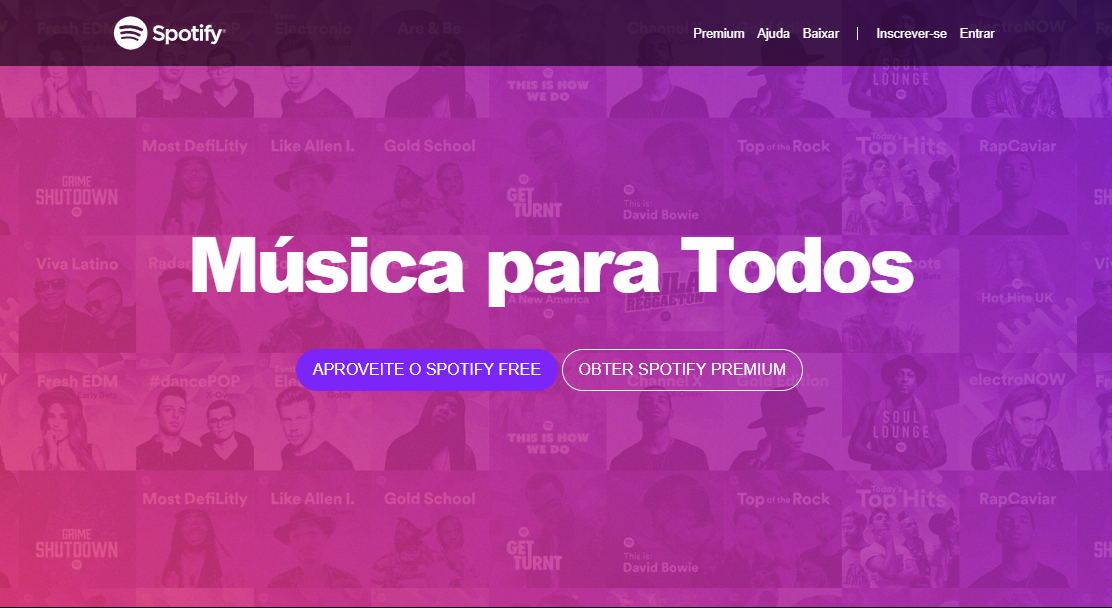 Spotify®
Premium Ajuda Baixar | Inscrever-se Entrar
Fresh EDM
Electronic
Are & Be
Channel X
electroNOW
THIS IS HOW
WE DO
SOUL
LOUNGE
Most DefiLitly
Like Allen I.
Gold School
Top of the Rock
Today's
Top Hits
RapCaviar
GRIME
SHUTDOWN
GET
TURNT
This is:
David Bowie
Música para Todos
Viva Latino
A New America
REGGAETON
Hot Hits UK
APROVEITE O SPOTIFY FREE
OBTER SPOTIFY PREMIUM
Fresh EDM
#dancePOP
Channel X
Gold Edition
electroNOW
THIS IS HOW
WE DO
SOUL
LOUNGE
Most DefiLitly
Like Allen I.
Gold School
Top of the Rock
Today's
Top Hits
RapCaviar
GRIME
SHUTDOWN
GET
TURNT
This is:
David Bowie